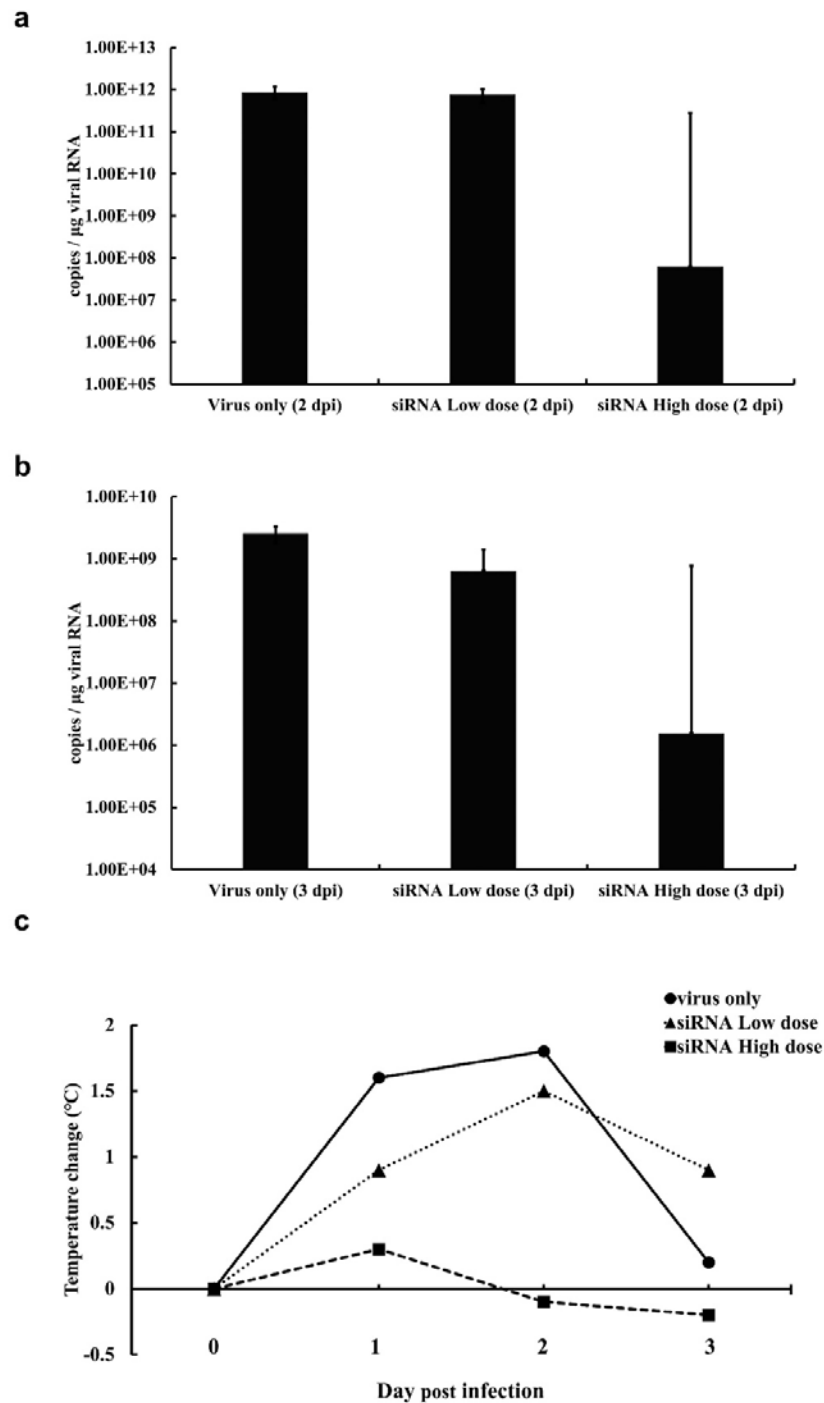 a
1.00E+13
1.00E+12
1.00E+11
1.00E+10
1.00E+09
1.00E+08
1.00E+07
1.00E+06
1.00E+05
copies / µg viral RNA
Virus only (2 dpi) siRNA Low dose (2 dpi) siRNA High dose (2 dpi)
b
1.00E+10
1.00E+09
1.00E+08
1.00E+07
1.00E+06
1.00E+05
1.00E+04
copies / µg viral RNA
Virus only (3 dpi) siRNA Low dose (3 dpi) siRNA High dose (3 dpi)
c
virus only
siRNA Low dose
siRNA High dose
2
1.5
1
0.5
0
-0.5
Temperature change (°C)
0 1 2 3
Day post infection